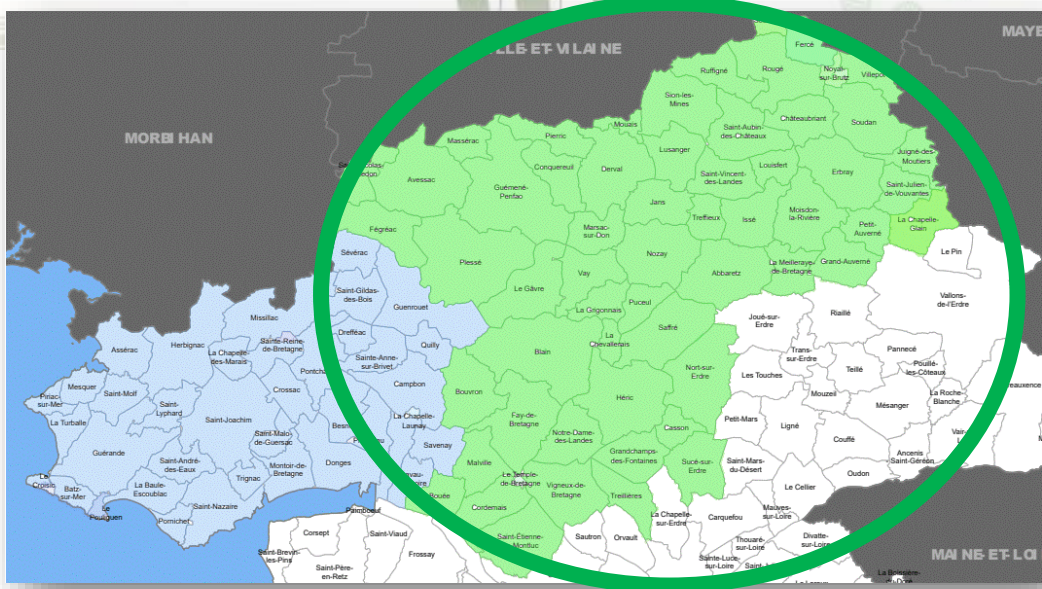 LLE-ET-VILAINE
MAYE
MORBIHAN
Fercé
Ruffigné
Rougé
Noyal-
sur-Brutz
Villepot
Sion-les-
Mines
Châteaubriant
Soudan
Mouais
Saint-Aubin-
des-Châteaux
Massérac
Pierric
Lusanger
Juigné-des-
Moutiers
Avessac
Conquereuil
Derval
Louisfert
Erbray
Saint-Vincent-
des-Landes
Saint-Julien-
de-Vouvantes
Guémené-
Penfao
Jans
Treffieux
Issé
Moisdon-
la-Rivière
Petit-
Auverné
La Chapelle-
Glain
Fégréac
Marsac-
sur-Don
Sévérac
Nozay
Le Pin
Plessé
Vay
Abbaretz
La Meilleraye-
de-Bretagne
Grand-Auverné
Saint-Gildas-
des-Bois
Le Gâvre
Vallons-
de-l'Erdre
Guenrouet
Puceul
La Grigonnais
Missillac
Joué-sur-
Erdre
Riaillé
Drefféac
Saffré
La
Chevallerais
Assérac
Herbignac
Sainte-Reine-
de-Bretagne
Quilly
Blain
Trans-
sur-Erdre
Pannecé
La Chapelle-
des-Marais
Sainte-Anne-
sur-Brivet
Teillé
Pouillé-
les-Côteaux
Nort-sur-
Erdre
Les Touches
Mesquer
Saint-Molf
Crossac
Campbon
Bouvron
Mouzeil
La Roche-
Blanche
Piriac-
sur-Mer
Saint-
Lyphard
Héric
Mésanger
La Turballe
Saint-Joachim
Fay-de-
Bretagne
Petit-Mars
Ligné
La Chapelle-
Launay
Casson
Saint-Malo-
de-Guersac
Notre-Dame-
des-Landes
Couffé
Guérande
Savenay
Grandchamps-
des-Fontaines
Ancenis
Saint-Géréon
Saint-André-
des-Eaux
Montoir-de-
Bretagne
Donges
Malville
Sucé-sur-
Erdre
Saint-Mars-
du-Désert
Oudon
Trignac
Le Temple-
de-Bretagne
Vigneux-de-
Bretagne
Le
Croisic
Batz-
sur-Mer
La Baule-
Escoublac
Le Cellier
Bouée
Treillières
Le
Pouliguen
Pornichet
Saint-Nazaire
Cordemais
La Chapelle-
sur-Erdre
Carquefou
Mauves-
sur-Loire
Paimboeuf
Corsept
Saint-Viaud
Saint-Étienne-
de-Montluc
Sautron
Orvault
Thouaré-
sur-Loire
Divatte-
sur-Loire
Saint-Brevin-
les-Pins
Frossay
Sainte-Luce-
sur-Loire
MAINE-ET-LOI
Saint-Père-
en-Retz
La Boissière-